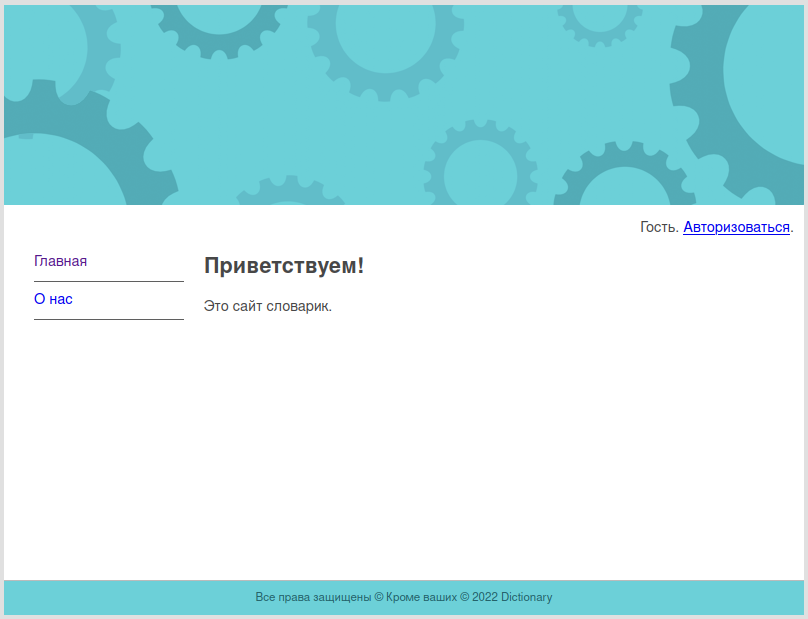 Гость. Авторизоваться.
Главная
Приветствуем!
О нас
Это сайт словарик.
Все права защищены © Кроме ваших © 2022 Dictionary